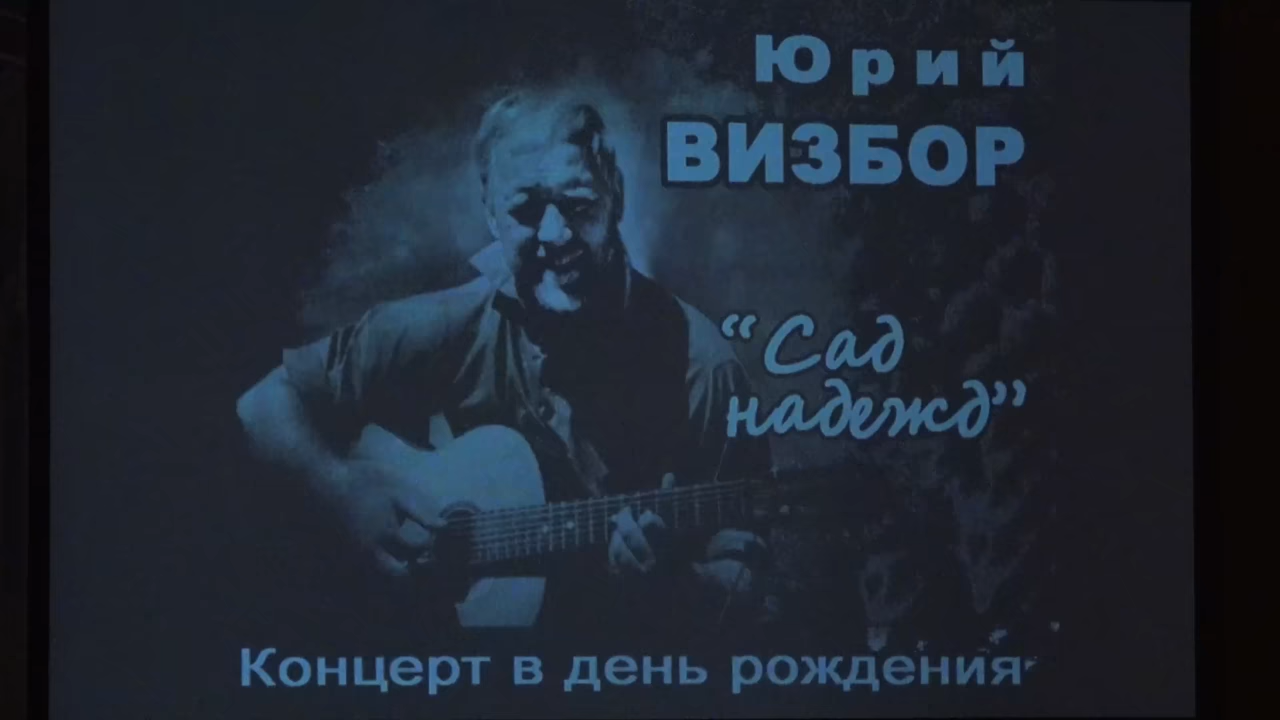 Юрий
ВИЗБОР
“Сад
надежд”
Концерт в день рождения